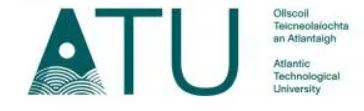 ATU
Ollscoil
Teicneolaíochta
an Atlantaigh
Atlantic
Technological
University